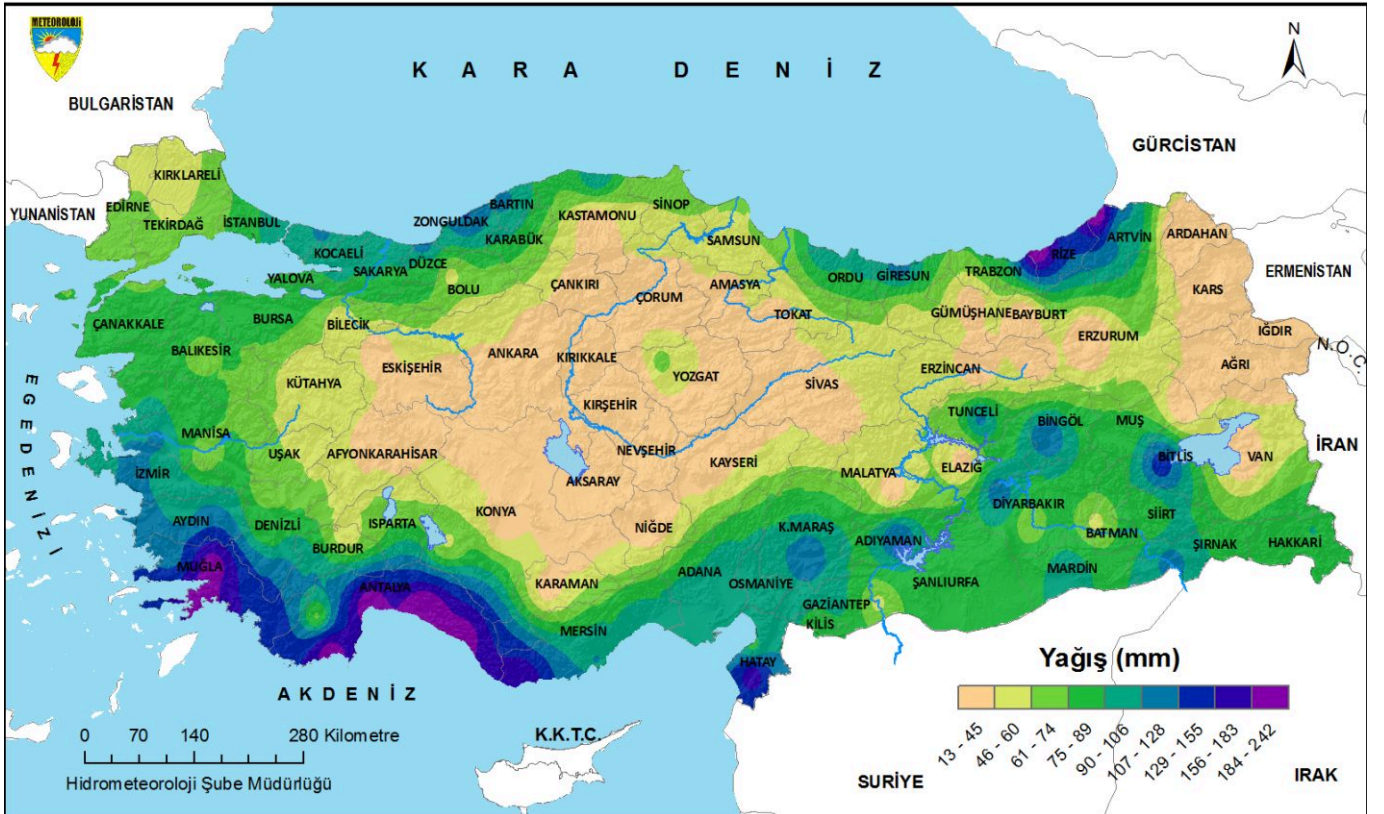 METEOROLOJİ
K A R A D E N İ Z
N
BULGARİSTAN
GÜRCİSTAN
YUNANİSTAN
ERMENİSTAN
N.Ö.C.
İRAN
E G E D E N İ Z İ
KIRKLARELİ
EDİRNE
TEKİRDAĞ
İSTANBUL
KOCAELİ
YALOVA
SAKARYA
DÜZCE
ZONGULDAK
BARTIN
KARABÜK
KASTAMONU
SİNOP
SAMSUN
BOLU
ÇANKIRI
ÇORUM
AMASYA
TOKAT
ORDU
GİRESUN
TRABZON
RİZE
ARTVİN
ARDAHAN
KARS
IĞDIR
AĞRI
GÜMÜŞHANE
BAYBURT
ERZURUM
ERZİNCAN
ÇANAKKALE
BALIKESİR
BURSA
BİLECİK
KÜTAHYA
ESKİŞEHİR
ANKARA
KIRIKKALE
YOZGAT
SİVAS
KIRŞEHİR
NEVŞEHİR
KAYSERİ
TUNCELİ
BİNGÖL
MUŞ
BİTLİS
VAN
MANİSA
UŞAK
AFYONKARAHİSAR
İZMİR
AKSARAY
MALATYA
ELAZIĞ
DİYARBAKIR
SİİRT
BATMAN
ŞIRNAK
HAKKARİ
AYDIN
DENİZLİ
ISPARTA
BURDUR
KONYA
NİĞDE
K.MARAŞ
ADIYAMAN
MARDİN
ŞANLIURFA
MUĞLA
ANTALYA
KARAMAN
ADANA
OSMANİYE
GAZİANTEP
KİLİS
MERSİN
HATAY
A K D E N İ Z
K.K.T.C.
SURİYE
IRAK
0 70 140 280 Kilometre
Hidrometeoroloji Şube Müdürlüğü
Yağış (mm)
13 - 45
46 - 60
61 - 74
75 - 89
90 - 106
107 - 128
129 - 155
156 - 183
184 - 242